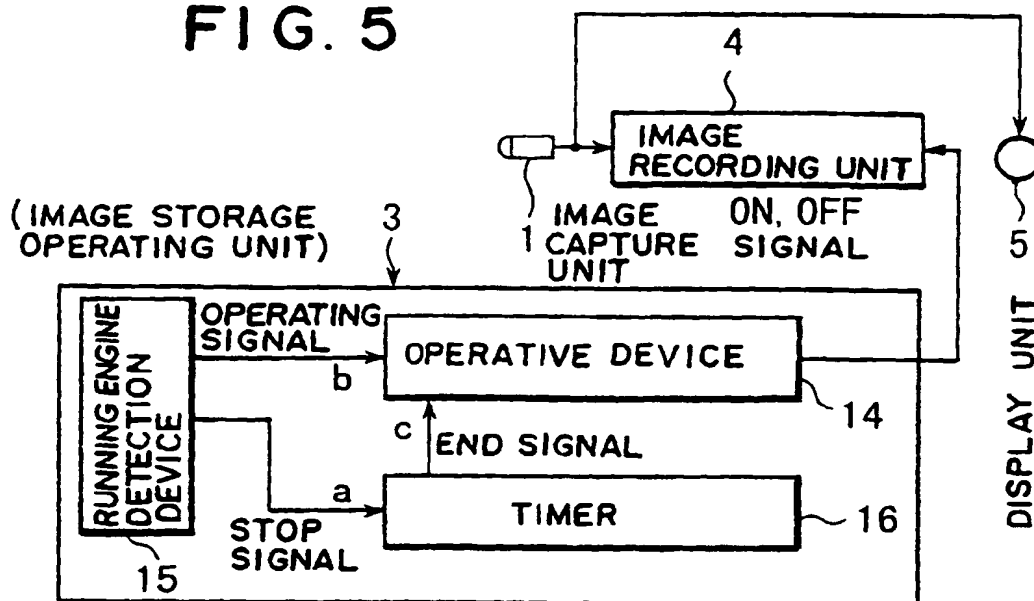 FIG. 5
4
IMAGE
RECORDING UNIT
1
IMAGE
CAPTURE
UNIT
ON, OFF
SIGNAL
5
DISPLAY UNIT
(IMAGE STORAGE
OPERATING UNIT)
3
RUNNING ENGINE
DETECTION
DEVICE
15
OPERATING
SIGNAL
b
OPERATIVE DEVICE
14
c
END SIGNAL
a
STOP
SIGNAL
TIMER
16